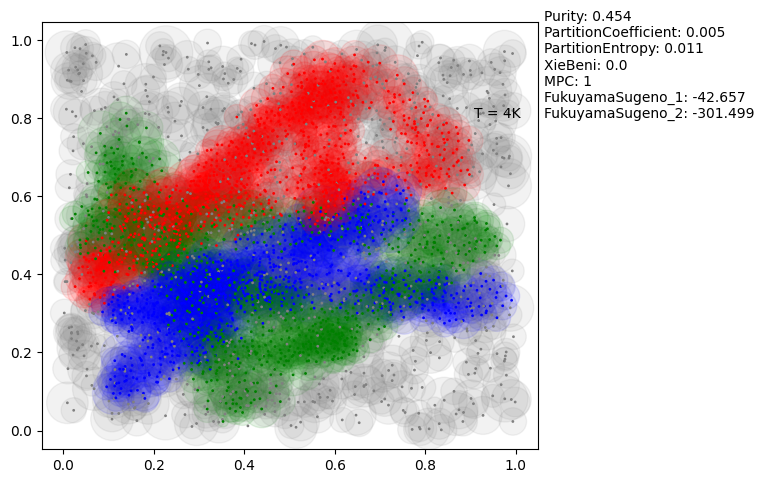 Purity: 0.454
PartitionCoefficient: 0.005
PartitionEntropy: 0.011
XieBeni: 0.0
MPC: 1
FukuyamaSugeno_1: -42.657
FukuyamaSugeno_2: -301.499
T = 4K
1.0
0.8
0.6
0.4
0.2
0.0
0.0 0.2 0.4 0.6 0.8 1.0